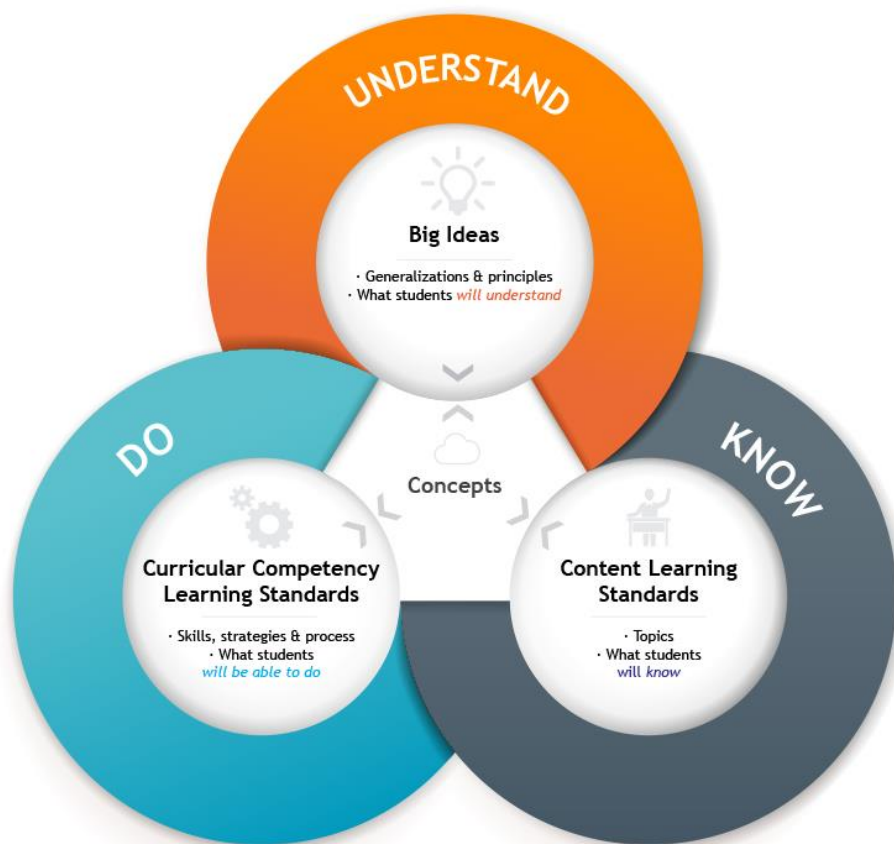 UNDERSTAND
Big Ideas
· Generalizations & principles
· What students will understand
DO
KNOW
Concepts
Curricular Competency
Learning Standards
· Skills, strategies & process
· What students
will be able to do
Content Learning
Standards
· Topics
· What students
will know